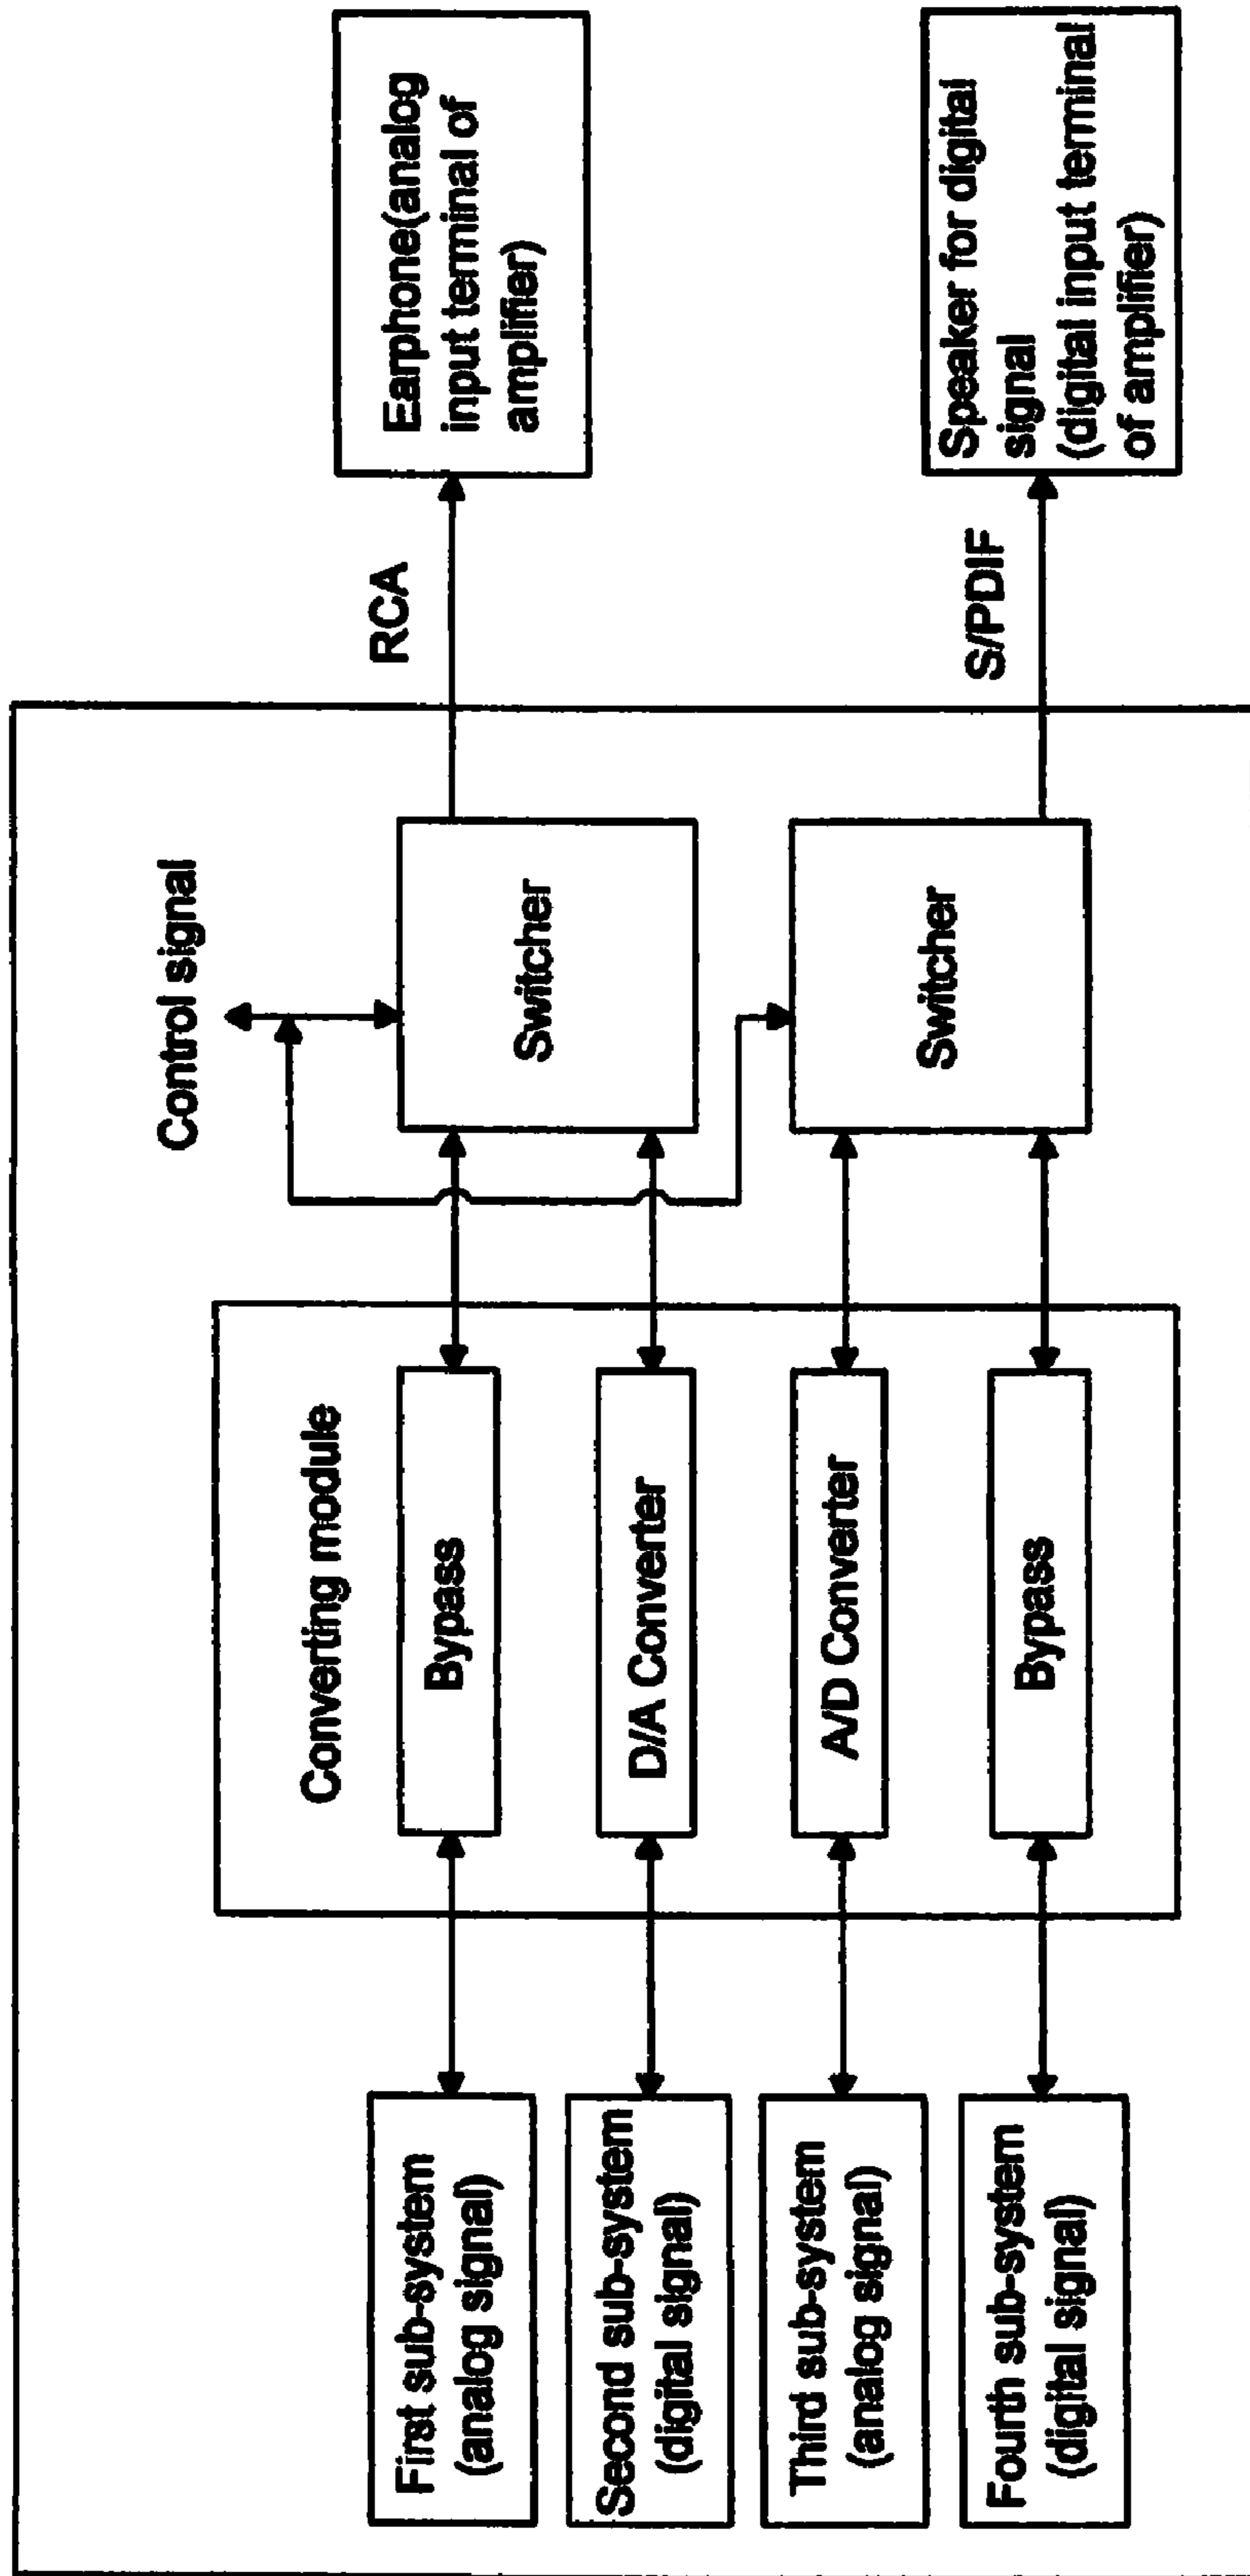 First sub-system
(analog signal)
Second sub-system
(digital signal)
Third sub-system
(analog signal)
Fourth sub-system
(digital signal)
Converting module
Bypass
D/A Converter
A/D Converter
Bypass
Control signal
Switcher
Switcher
RCA
S/PDIF
Earphone(analog
input terminal of
amplifier)
Speaker for digital
signal
(digital input terminal
of amplifier)